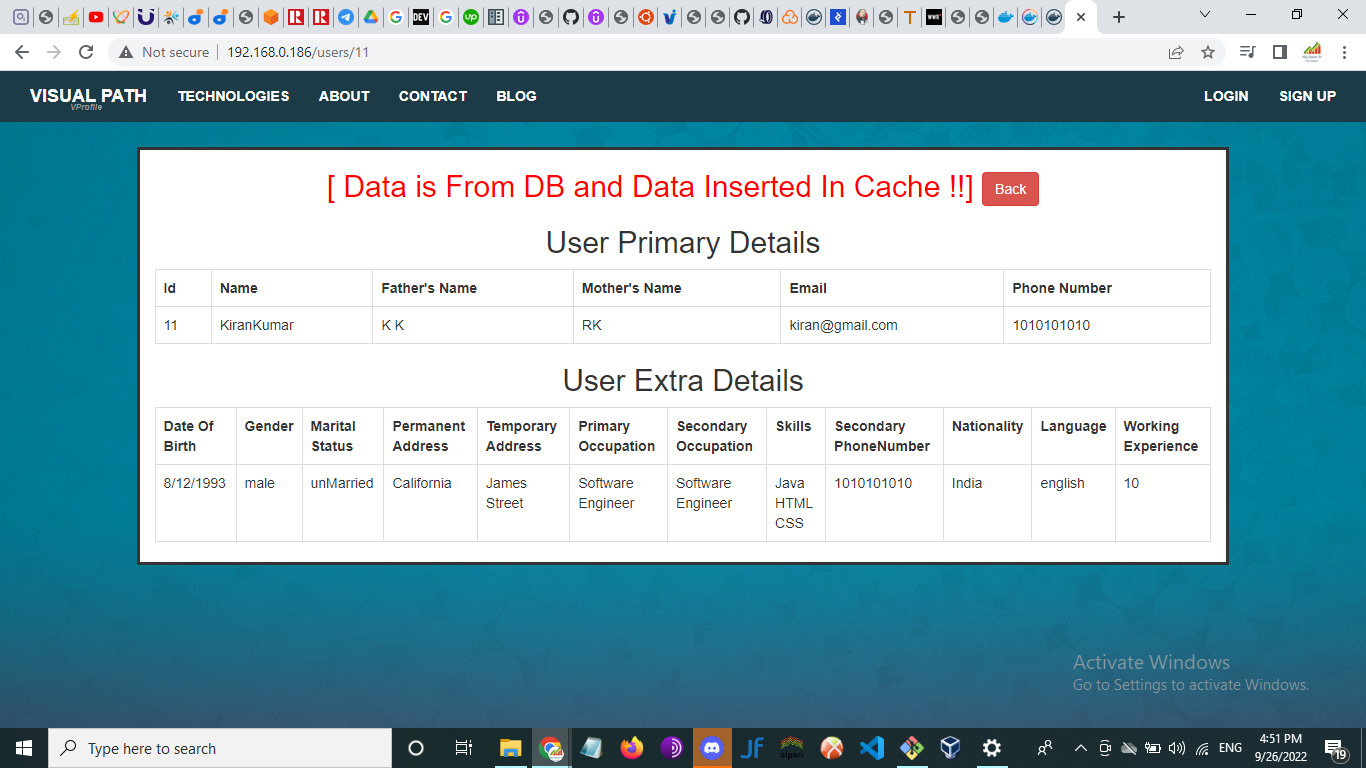 Not secure 192.168.0.186/users/11
VISUAL PATH TECHNOLOGIES ABOUT CONTACT BLOG LOGIN SIGN UP
VProfile
[ Data is From DB and Data Inserted In Cache !!] Back
User Primary Details
Id Name Father's Name Mother's Name Email Phone Number
11 KiranKumar K K RK kiran@gmail.com 1010101010
User Extra Details
Date Of Gender Marital Permanent Temporary Primary Secondary Skills Secondary Nationality Language Working
Birth Status Address Address Occupation Occupation PhoneNumber Experience
8/12/1993 male unMarried California James Software Software Java 1010101010 India english 10
Street Engineer Engineer HTML
CSS
Activate Windows
Go to Settings to activate Windows.
Type here to search
ENG
4:51 PM
9/26/2022
19